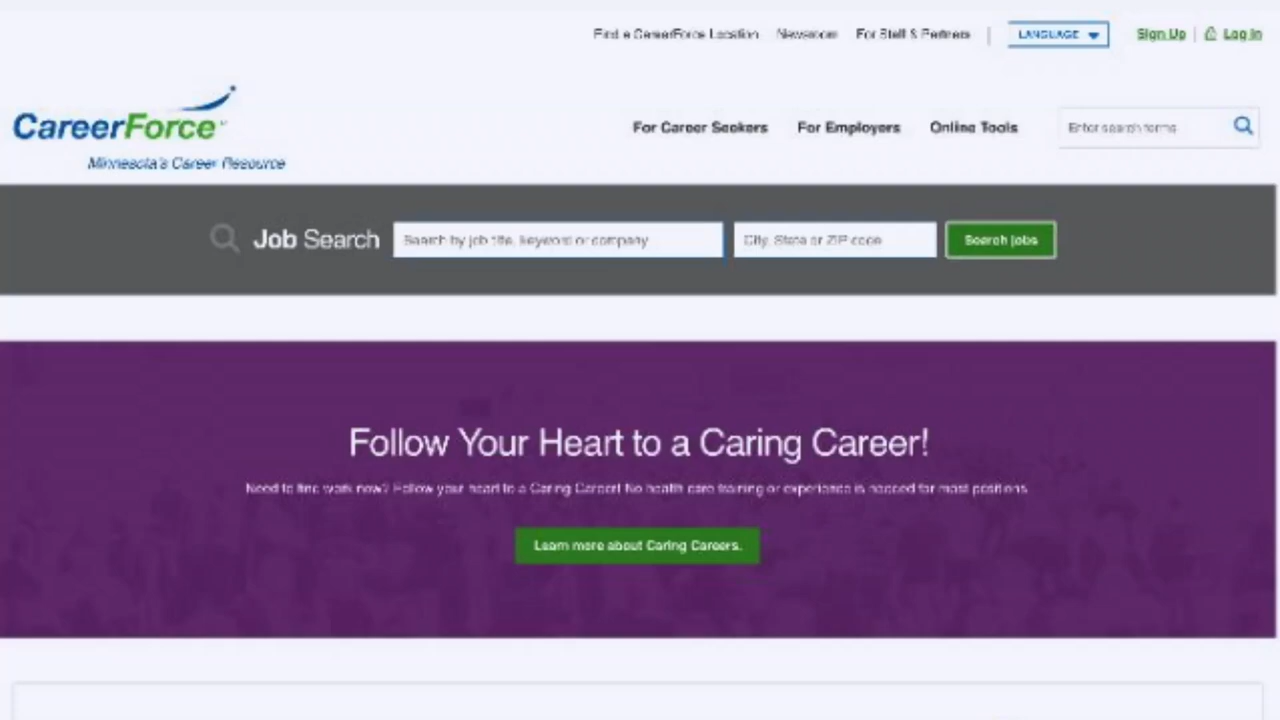 Find a CareerForce Location Newsroom For Staff & Partners LANGUAGE Sign Up Log In
CareerForce
Minnesota's Career Resource
For Career Seekers For Employers Online Tools Enter search terms
Job Search Search by job title, keyword or company City, State or ZIP code Search jobs
Follow Your Heart to a Caring Career!
Need to find work now? Follow your heart to a Caring Career! No health care training or experience is needed for most positions.
Learn more about Caring Careers.